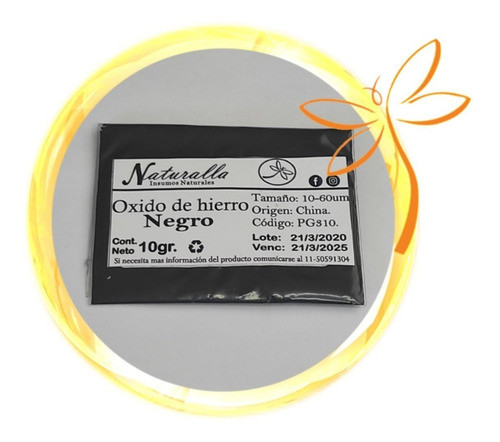 Naturalla
Insumos Naturales
Oxido de hierro
Negro
Tamaño: 10-60um
Origen: China.
Código: PG310.
Cont. Neto 10gr.
Lote: 21/3/2020
Venc: 21/3/2025
Si necesita mas información del producto comunicarse al 11-50591304